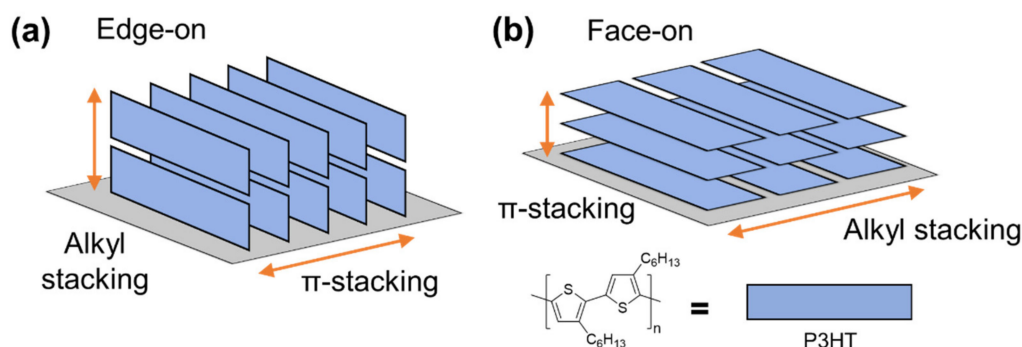 (a) Edge-on
Alkyl
stacking
π-stacking
(b) Face-on
π-stacking
Alkyl stacking
C₆H₁₃
S
S
n
C₆H₁₃
=
P3HT